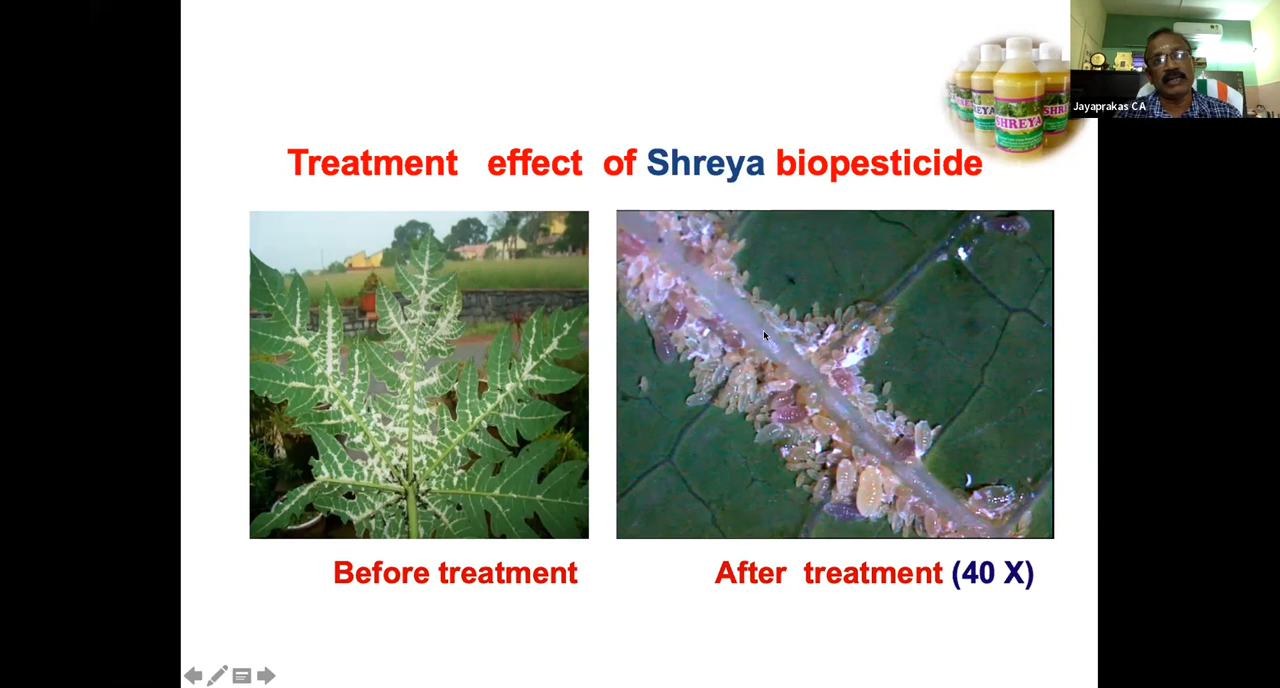 SHREYA
Jayaprakas CA
Treatment effect of Shreya biopesticide
Before treatment
After treatment (40 X)